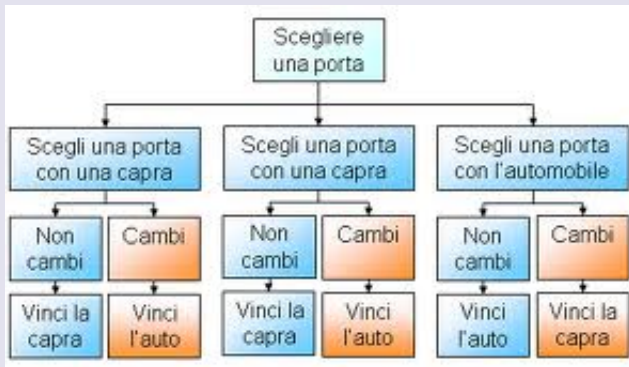 Scegliere
una porta
Scegli una porta
con una capra
Scegli una porta
con una capra
Scegli una porta
con l'automobile
Non
cambi
Cambi
Non
cambi
Cambi
Non
cambi
Cambi
Vinci la
capra
Vinci
l'auto
Vinci la
capra
Vinci
l'auto
Vinci
l'auto
Vinci la
capra